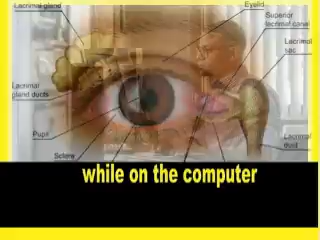 Lacrimal gland
Eyelid
Superior
lacrimal canal
Lacrimal
sac
Lacrimal
gland ducts
Pupil
Sclera
Lacrimal
duct
while on the computer